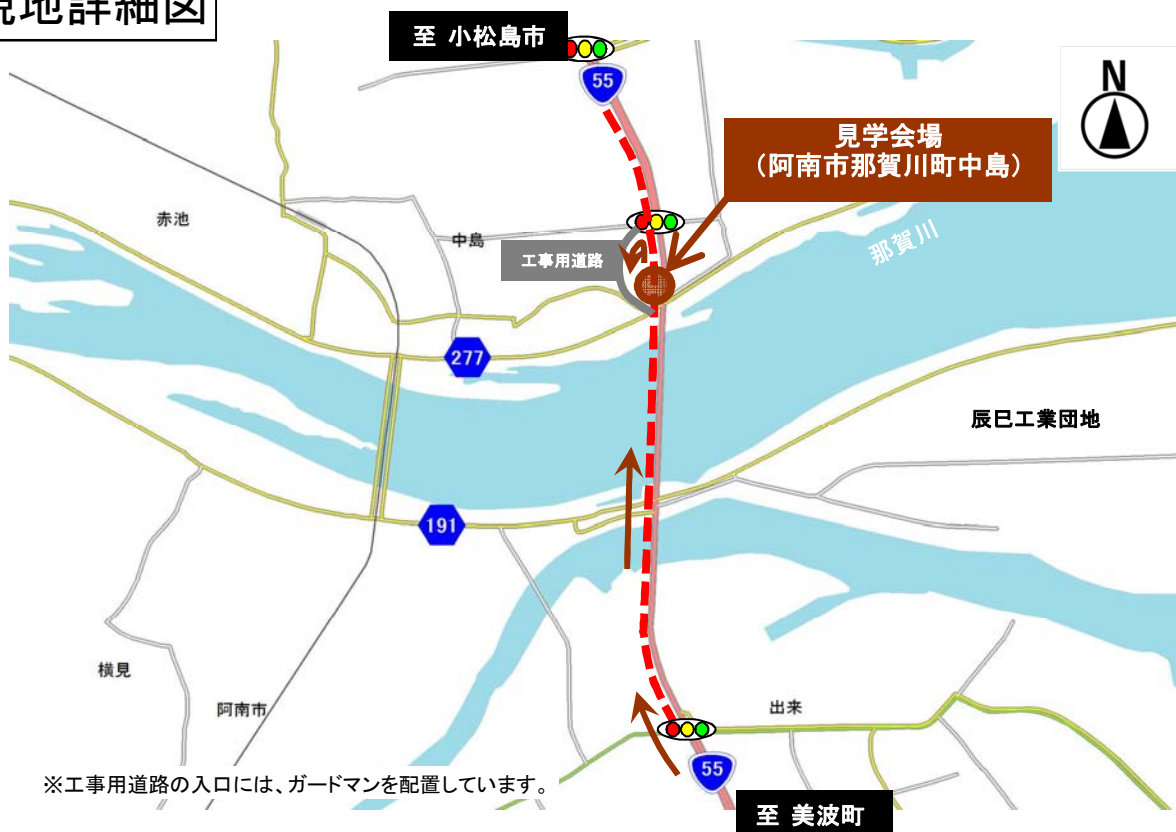 現地詳細図
至 小松島市
55
N
見学会場
(阿南市那賀川町中島)
赤池
中島
那賀川
工事用道路
277
辰巳工業団地
191
横見
阿南市
出来
55
※工事用道路の入口には、ガードマンを配置しています。
至 美波町